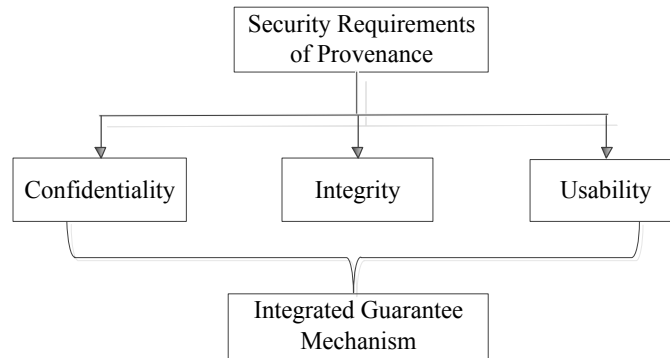 Security Requirements
of Provenance
Confidentiality
Integrity
Usability
Integrated Guarantee
Mechanism